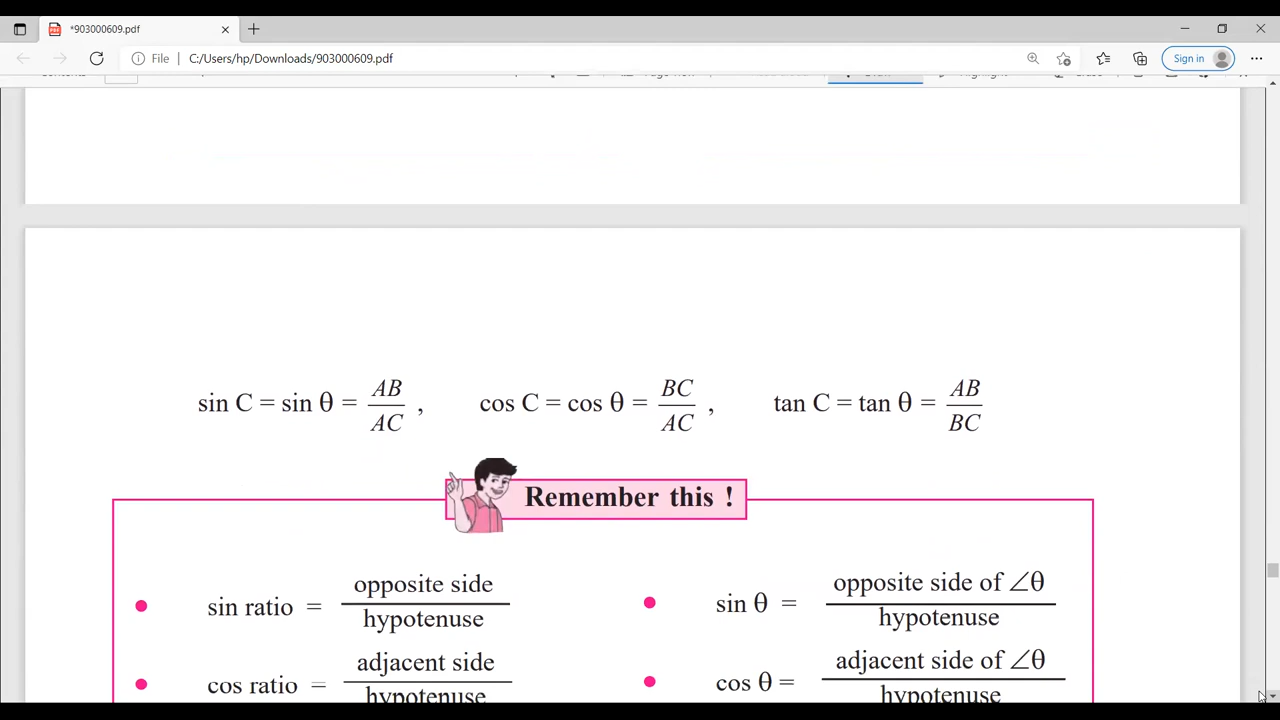 *903000609.pdf
File C:/Users/hp/Downloads/903000609.pdf Sign in
sin C = sin θ = AB/AC , cos C = cos θ = BC/AC , tan C = tan θ = AB/BC
Remember this !
• sin ratio = opposite side/hypotenuse • sin θ = opposite side of ∠θ/hypotenuse
• cos ratio = adjacent side/hypotenuse • cos θ = adjacent side of ∠θ/hypotenuse